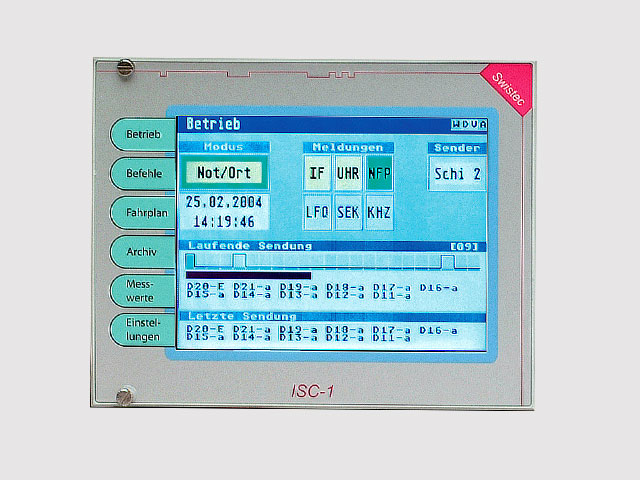 Swistec
Betrieb
WDUA
Betrieb
Befehle
Fahrplan
Archiv
Mess-
werte
Einstel-
lungen
Modus
Meldungen
Sender
Not/Ort
IF UHR NFP
Schi 2
25.02.2004
14:19:46
LFO SEK KHZ
Laufende Sendung [09]
D20-E D21-a D19-a D18-a D17-a D16-a
D15-a D14-a D13-a D12-a D11-a
Letzte Sendung
D20-E D21-a D19-a D18-a D17-a D16-a
D15-a D14-a D13-a D12-a D11-a
ISC-1